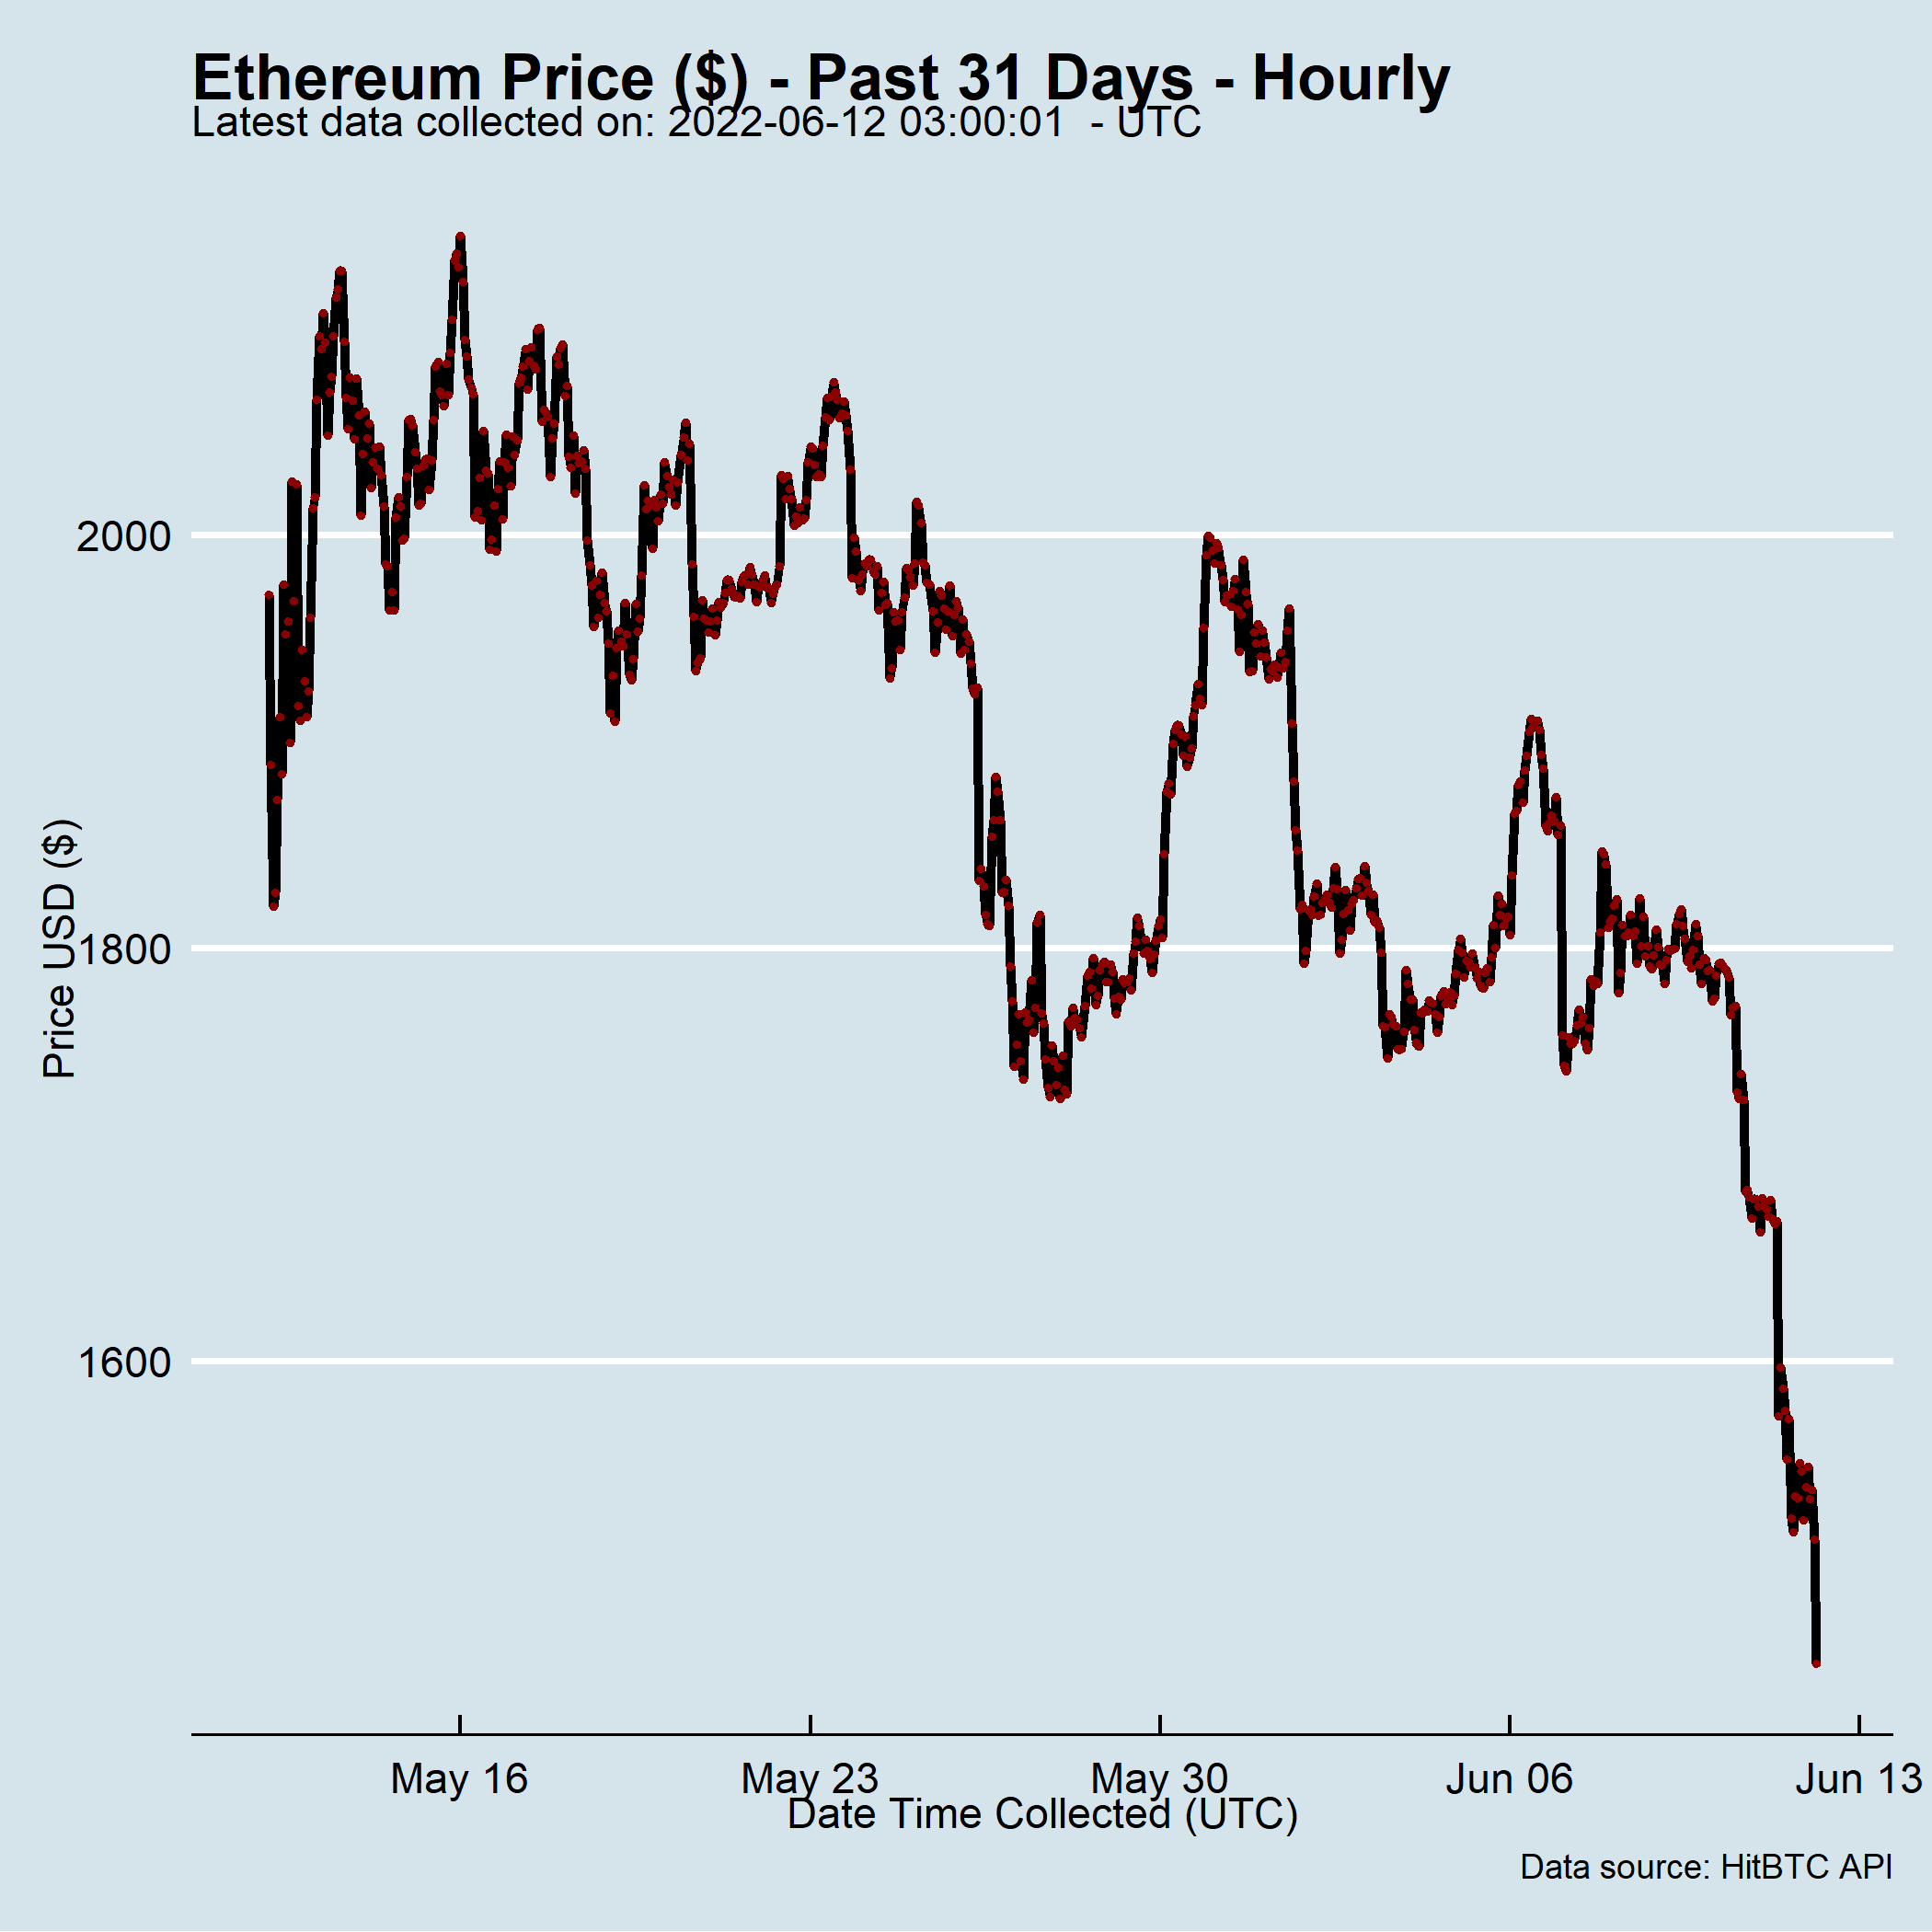 Ethereum Price ($) - Past 31 Days - Hourly
Latest data collected on: 2022-06-12 03:00:01  - UTC
2000
1800
1600
Price USD ($)
May 16 May 23 May 30 Jun 06 Jun 13
Date Time Collected (UTC)
Data source: HitBTC API